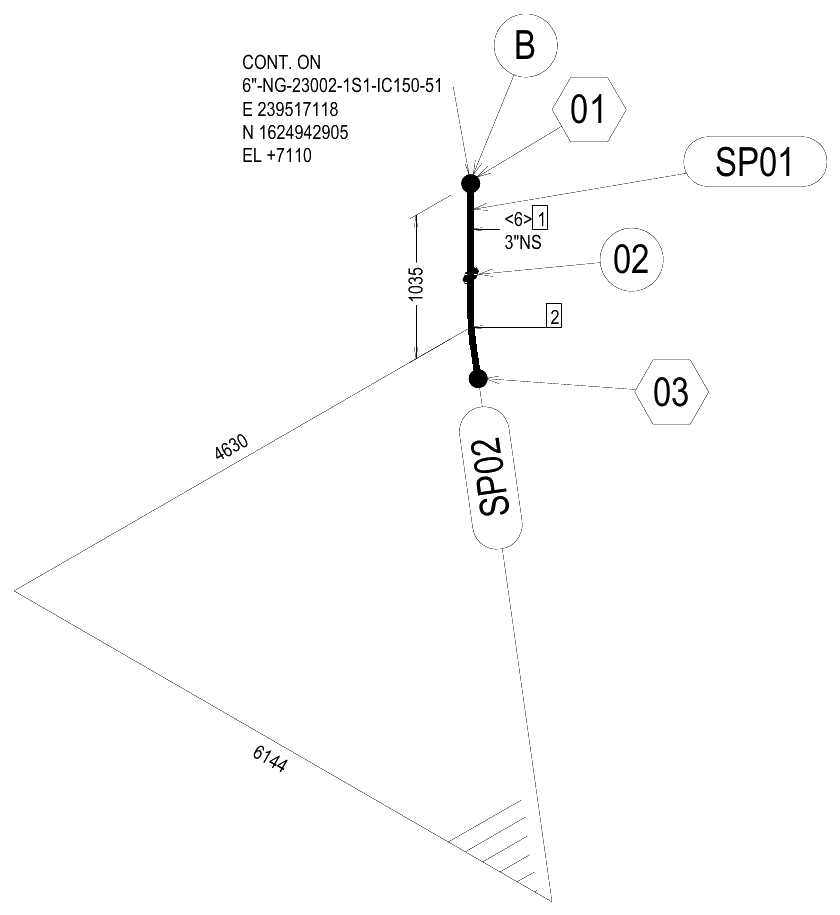 B
CONT. ON
6"-NG-23002-1S1-IC150-51
E 239517118
N 1624942905
EL +7110
01
SP01
<6> 1
3"NS
02
1035
2
03
4630
SP02
6144